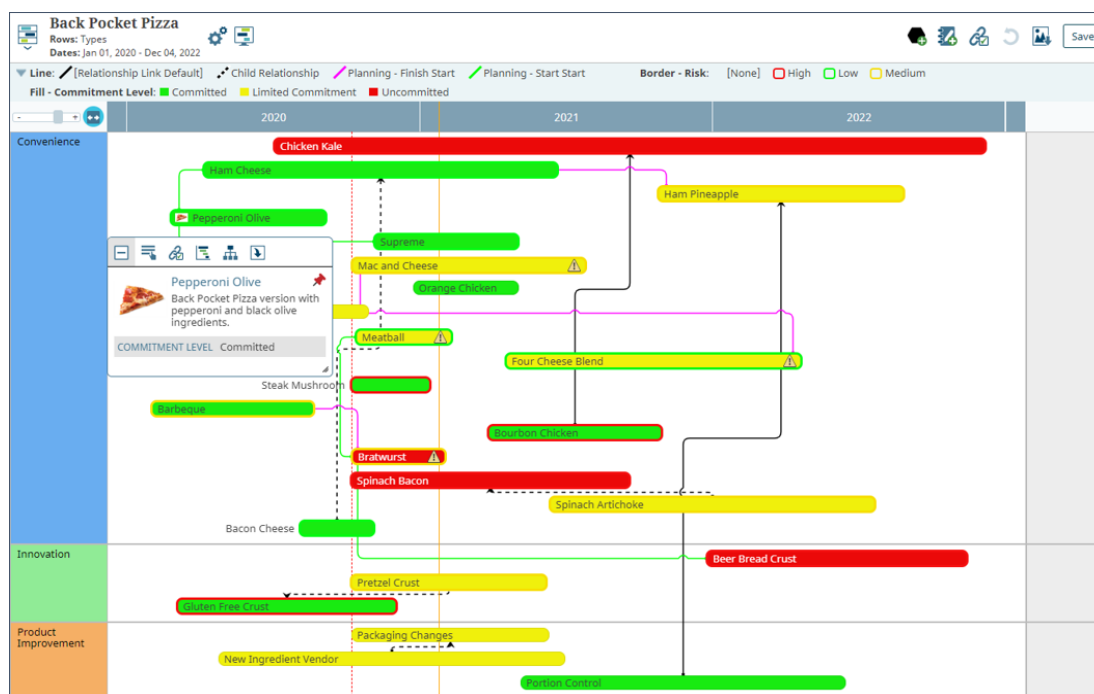 Back Pocket Pizza
Rows: Types
Dates: Jan 01, 2020 - Dec 04, 2022
Save
Line: [Relationship Link Default] Child Relationship Planning - Finish Start Planning - Start Start Border - Risk: [None] High Low Medium
Fill - Commitment Level: Committed Limited Commitment Uncommitted
- +
2020 2021 2022
Convenience
Chicken Kale
Ham Cheese
Ham Pineapple
Pepperoni Olive
Supreme
Mac and Cheese
Orange Chicken
Pepperoni Olive
Back Pocket Pizza version with
pepperoni and black olive
ingredients.
COMMITMENT LEVEL Committed
Meatball
Four Cheese Blend
Steak Mushroom
Barbeque
Bourbon Chicken
Bratwurst
Spinach Bacon
Spinach Artichoke
Bacon Cheese
Innovation
Beer Bread Crust
Pretzel Crust
Gluten Free Crust
Product
Improvement
Packaging Changes
New Ingredient Vendor
Portion Control